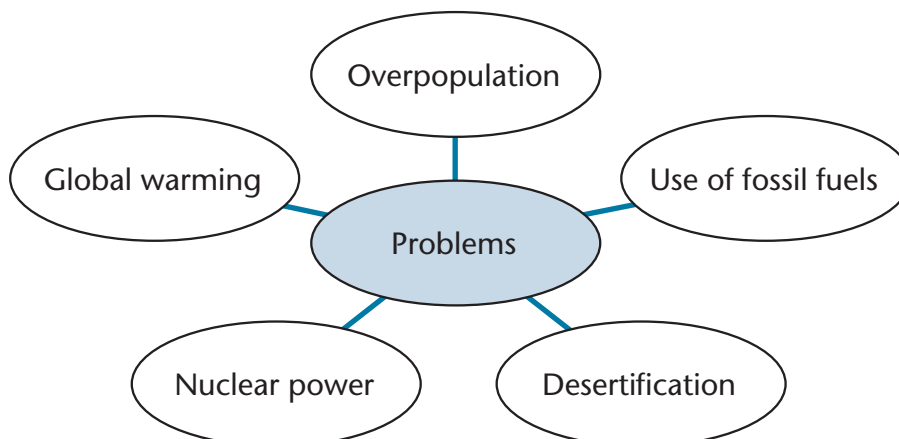 Overpopulation
Global warming
Use of fossil fuels
Problems
Nuclear power
Desertification